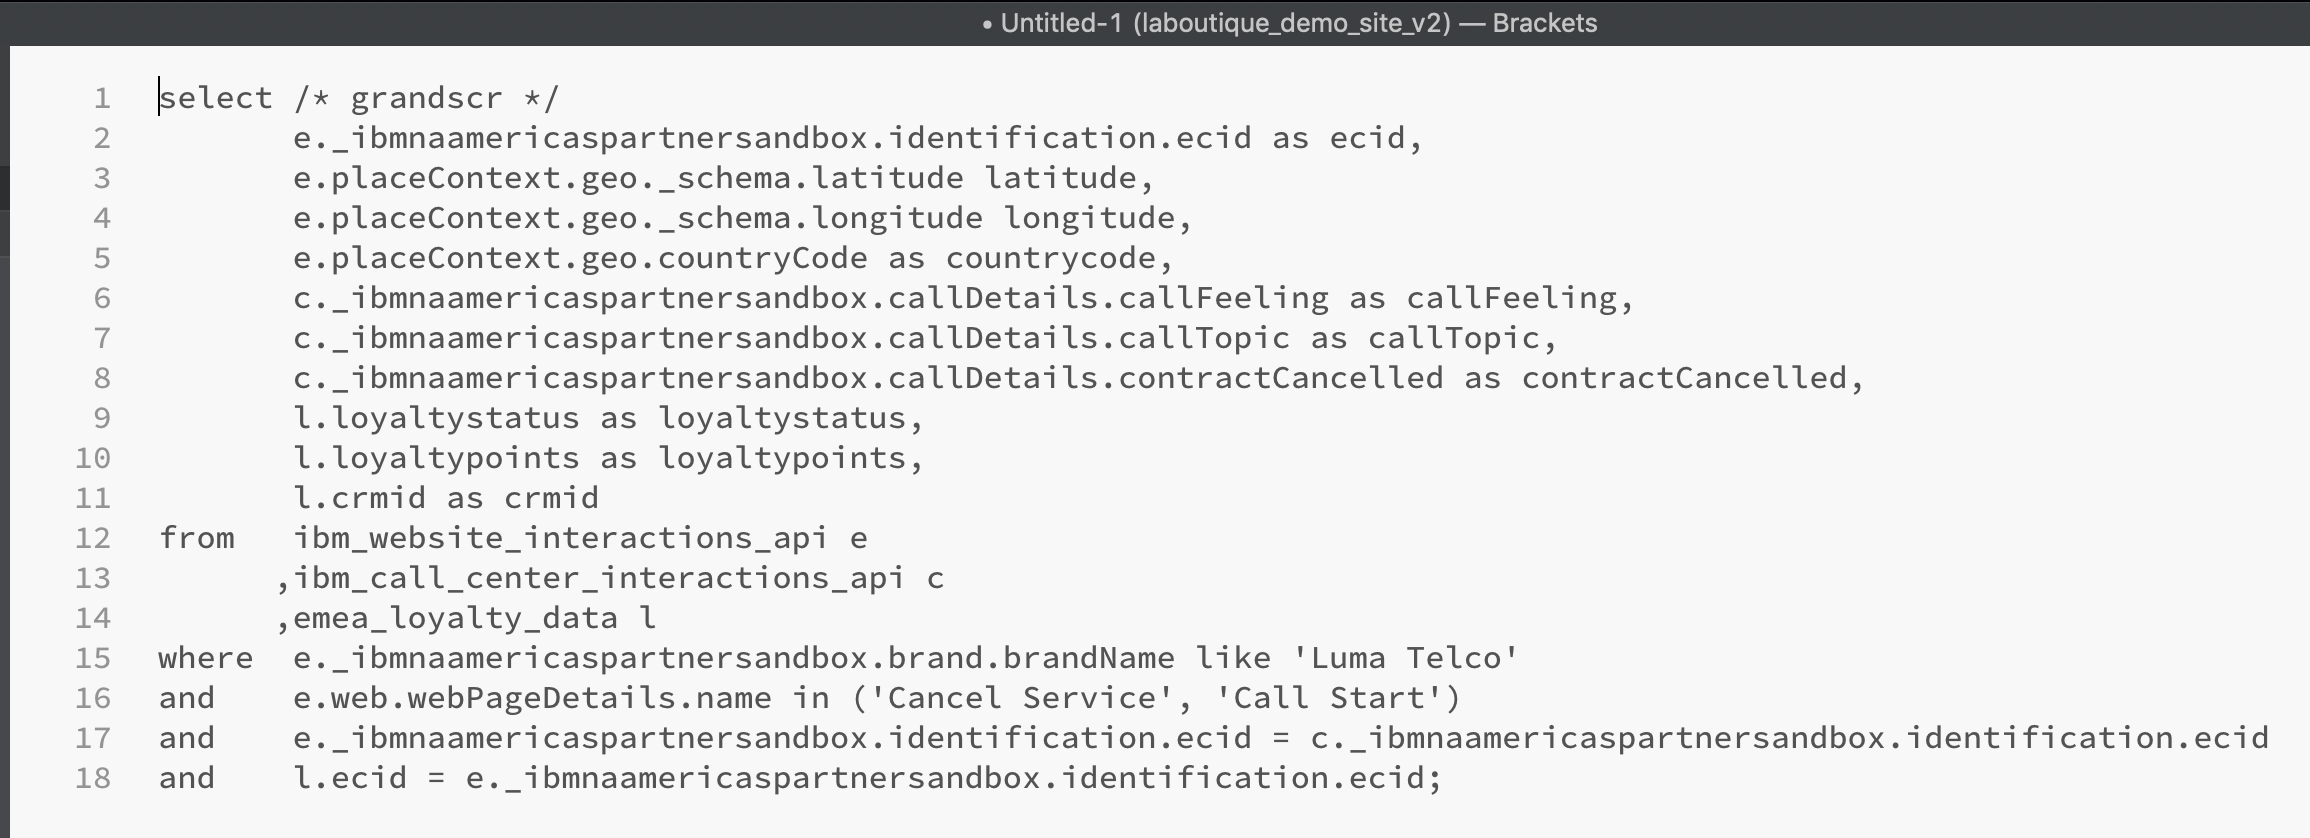 • Untitled-1 (laboutique_demo_site_v2) — Brackets
1 select /* grandscr */
2 e._ibmnaamericaspartnersandbox.identification.ecid as ecid,
3 e.placeContext.geo._schema.latitude latitude,
4 e.placeContext.geo._schema.longitude longitude,
5 e.placeContext.geo.countryCode as countrycode,
6 c._ibmnaamericaspartnersandbox.callDetails.callFeeling as callFeeling,
7 c._ibmnaamericaspartnersandbox.callDetails.callTopic as callTopic,
8 c._ibmnaamericaspartnersandbox.callDetails.contractCancelled as contractCancelled,
9 l.loyaltystatus as loyaltystatus,
10 l.loyaltypoints as loyaltypoints,
11 l.crmid as crmid
12 from ibm_website_interactions_api e
13 ,ibm_call_center_interactions_api c
14 ,emea_loyalty_data l
15 where e._ibmnaamericaspartnersandbox.brand.brandName like 'Luma Telco'
16 and e.web.webPageDetails.name in ('Cancel Service', 'Call Start')
17 and e._ibmnaamericaspartnersandbox.identification.ecid = c._ibmnaamericaspartnersandbox.identification.ecid
18 and l.ecid = e._ibmnaamericaspartnersandbox.identification.ecid;